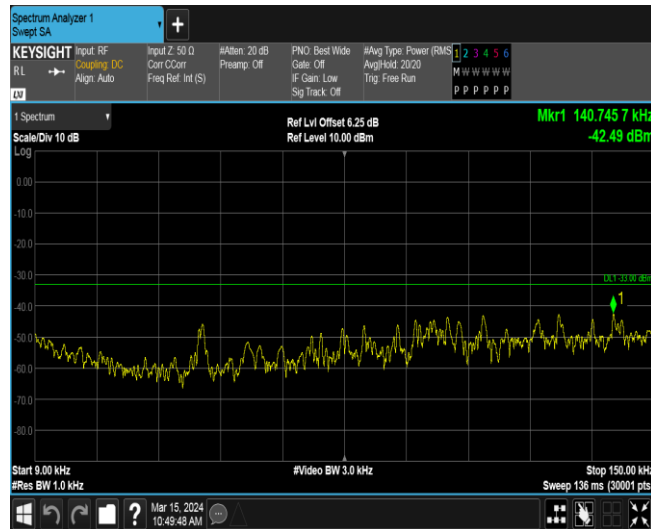 Spectrum Analyzer 1
Swept SA
+
KEYSIGHT
RL
LXI
Input: RF
Coupling: DC
Align: Auto
Input Z: 50 Ω
Corr CCorr
Freq Ref: Int (S)
#Atten: 20 dB
Preamp: Off
PNO: Best Wide
Gate: Off
IF Gain: Low
Sig Track: Off
#Avg Type: Power (RMS
Avg|Hold: 20/20
Trig: Free Run
1 2 3 4 5 6
M W W W W W
P P P P P P
1 Spectrum
Scale/Div 10 dB
Log
Ref Lvl Offset 6.25 dB
Ref Level 10.00 dBm
Mkr1 140.745 7 kHz
-42.49 dBm
0.00
-10.0
-20.0
-30.0
DL1 -33.00 dBm
-40.0
1
-50.0
-60.0
-70.0
-80.0
Start 9.00 kHz
#Video BW 3.0 kHz
Stop 150.00 kHz
#Res BW 1.0 kHz
Sweep 136 ms (30001 pts
?
Mar 15, 2024
10:49:48 AM